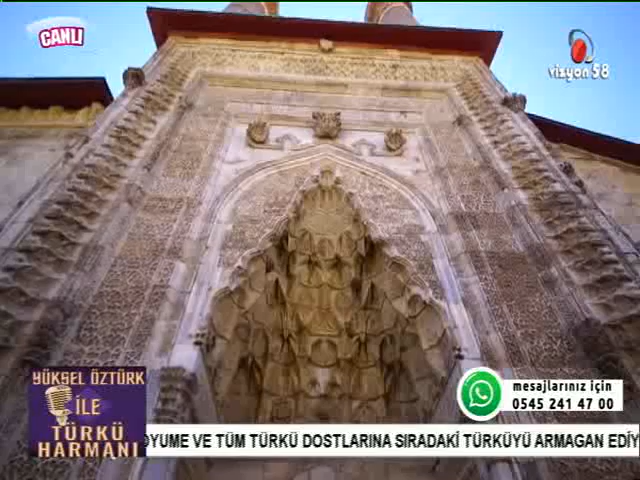 CANLI
vizyon 58
YÜKSEL ÖZTÜRK
İLE
TÜRKÜ
HARMANI
mesajlarınız için
0545 241 47 00
OYUME VE TÜM TÜRKÜ DOSTLARINA SIRADAKİ TÜRKÜYÜ ARMAGAN EDİY